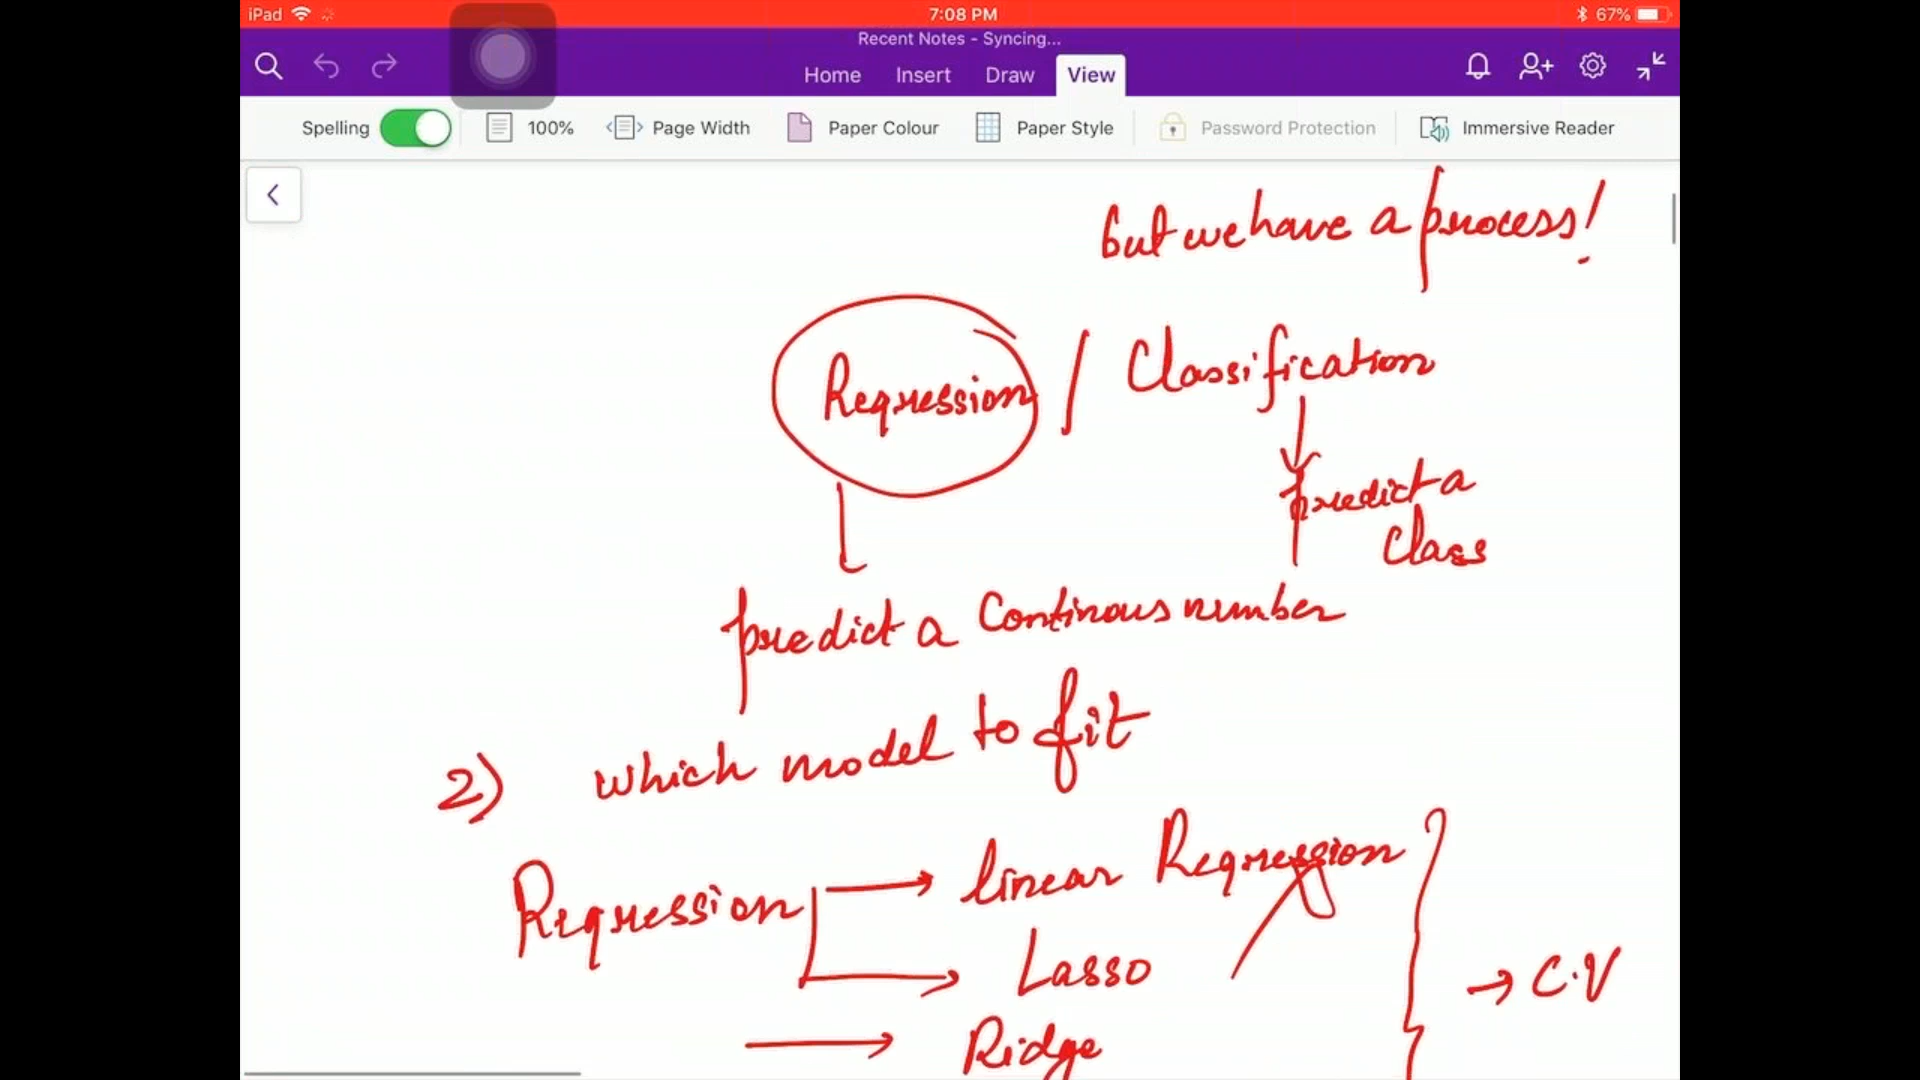 iPad 7:08 PM 67%
Recent Notes - Syncing...
Home Insert Draw View
Spelling 100% Page Width Paper Colour Paper Style Password Protection Immersive Reader
but we have a process!
Regression / Classification
predict a
class
predict a Continous number
2) which model to fit
Regression → linear Regression
→ Lasso
→ C.V
→ Ridge